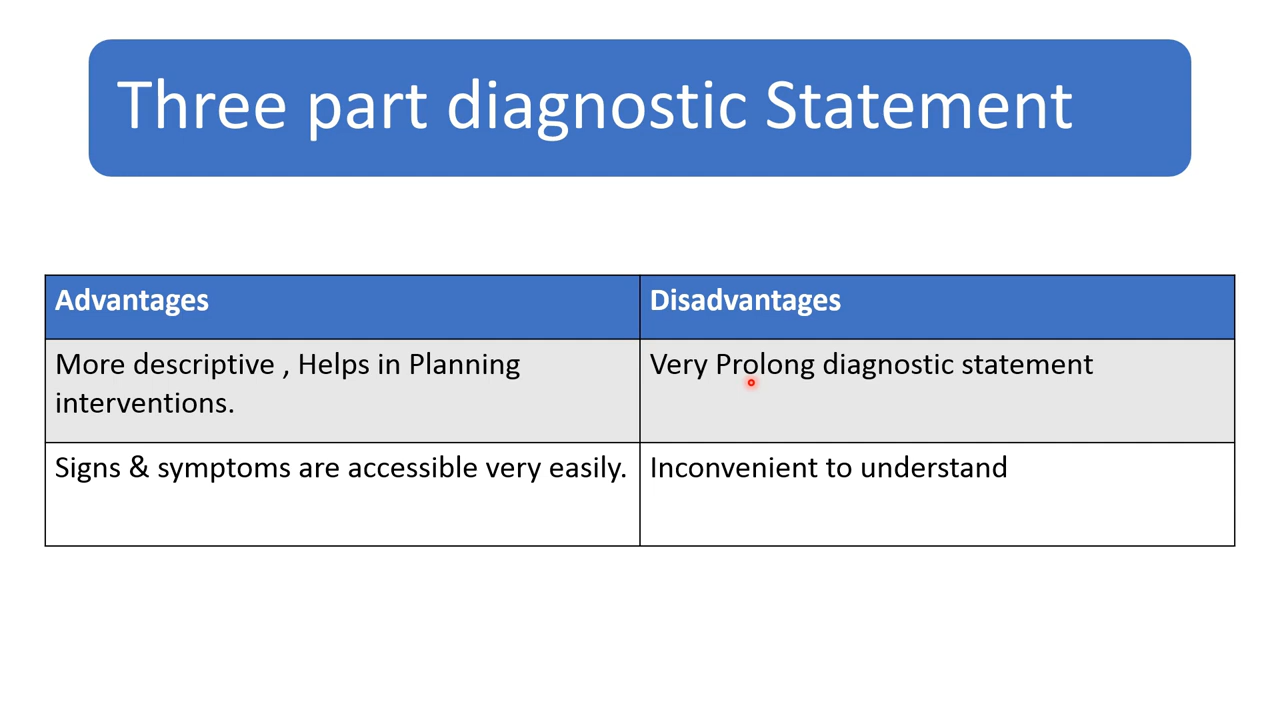 Three part diagnostic Statement
Advantages
Disadvantages
More descriptive , Helps in Planning
interventions.
Very Prolong diagnostic statement
Signs & symptoms are accessible very easily.
Inconvenient to understand